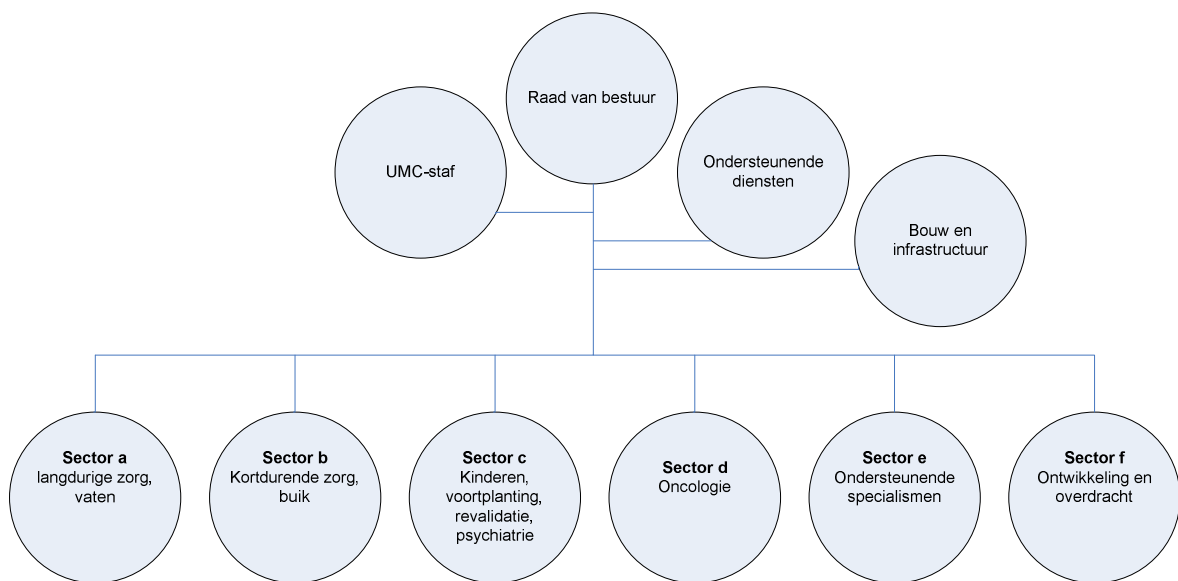 Raad van bestuur
UMC-staf
Ondersteunende
diensten
Bouw en
infrastructuur
Sector a
langdurige zorg,
vaten
Sector b
Kortdurende zorg,
buik
Sector c
Kinderen,
voortplanting,
revalidatie,
psychiatrie
Sector d
Oncologie
Sector e
Ondersteunende
specialismen
Sector f
Ontwikkeling en
overdracht